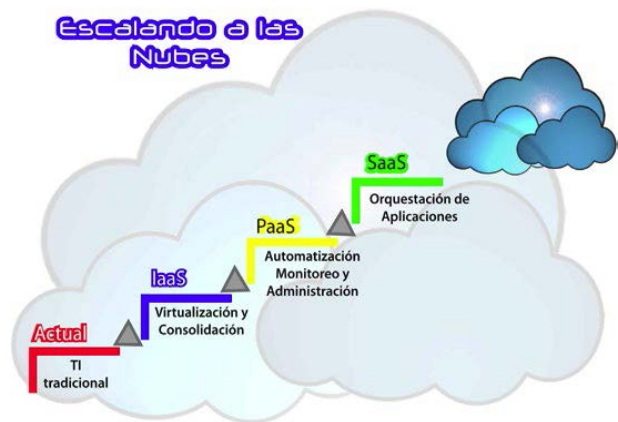 Escalando a las
Nubes
SaaS
Orquestación de
Aplicaciones
PaaS
Automatización
Monitoreo y
Administración
IaaS
Virtualización y
Consolidación
Actual
TI
tradicional